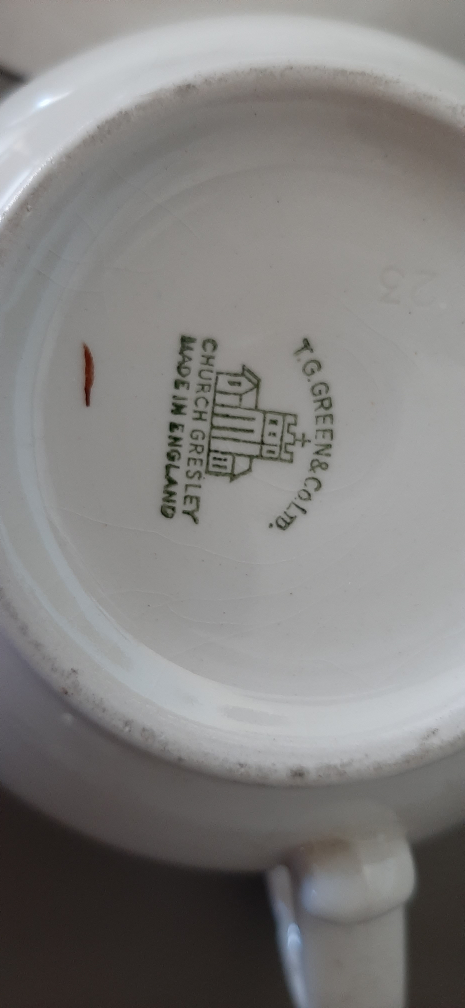 T.G.GREEN & Co. LTD.
CHURCH GRESLEY
MADE IN ENGLAND